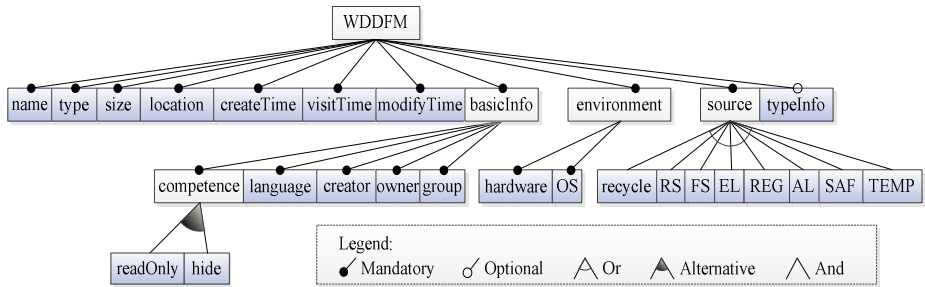 WDDFM
name type size location createTime visitTime modifyTime basicInfo environment source typeInfo
competence language creator owner group hardware OS recycle RS FS EL REG AL SAF TEMP
readOnly hide
Legend:
Mandatory Optional Or Alternative And